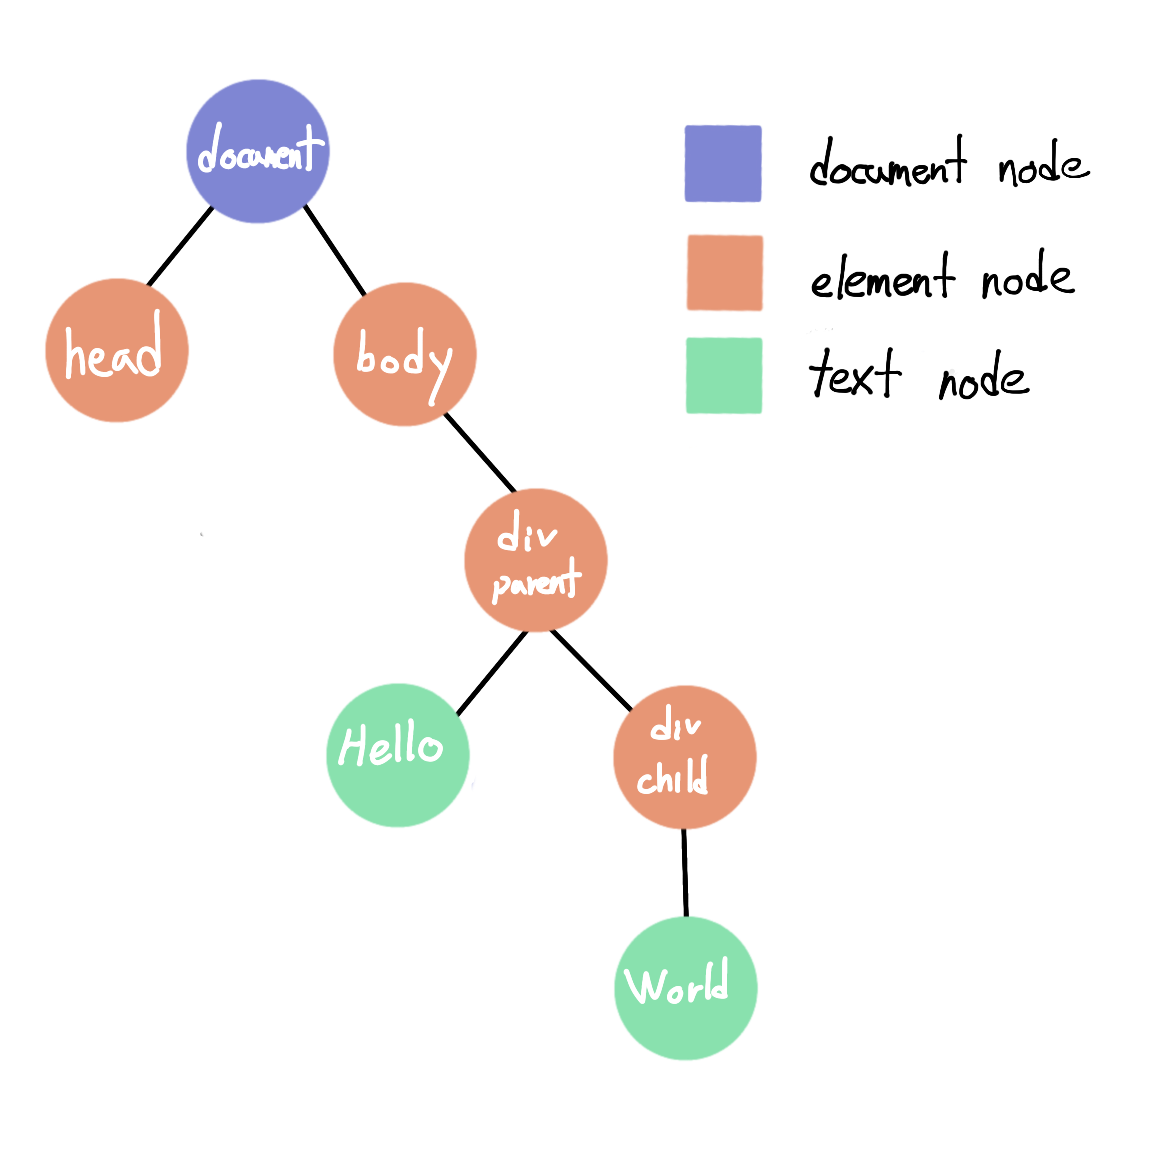 document
document node
element node
text node
head
body
div
parent
Hello
div
child
World